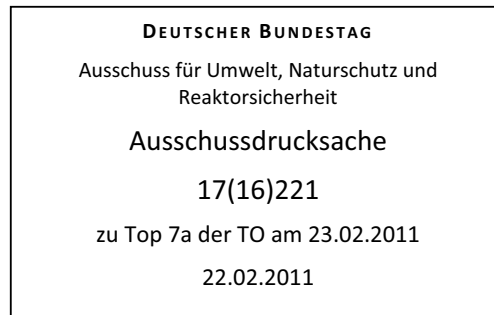 DEUTSCHER BUNDESTAG
Ausschuss für Umwelt, Naturschutz und
Reaktorsicherheit
Ausschussdrucksache
17(16)221
zu Top 7a der TO am 23.02.2011
22.02.2011